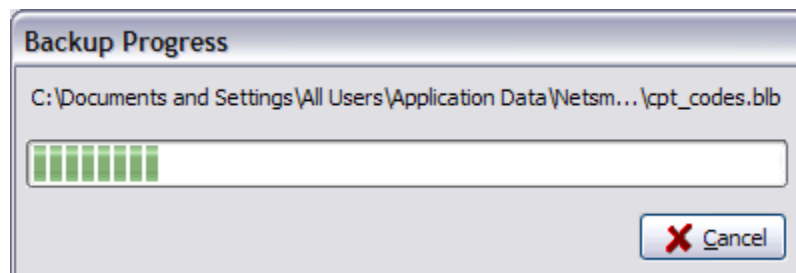 Backup Progress
C:\Documents and Settings\All Users\Application Data\Netsm...\cpt_codes.blb
Cancel